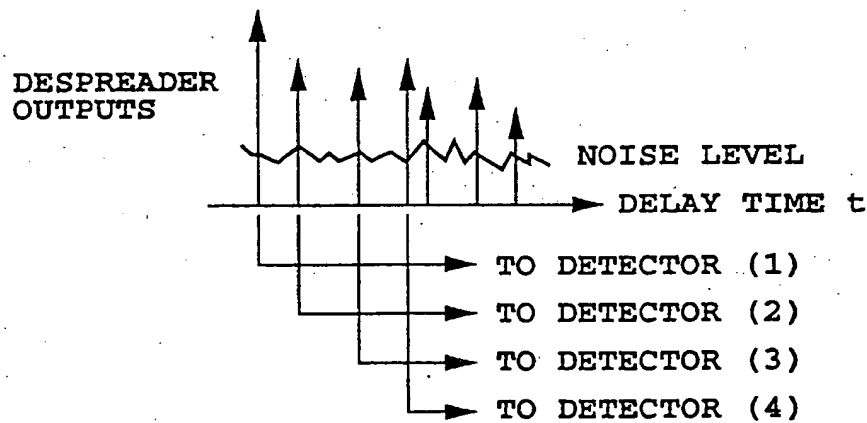 DESPREADER
OUTPUTS
NOISE LEVEL
DELAY TIME t
TO DETECTOR (1)
TO DETECTOR (2)
TO DETECTOR (3)
TO DETECTOR (4)